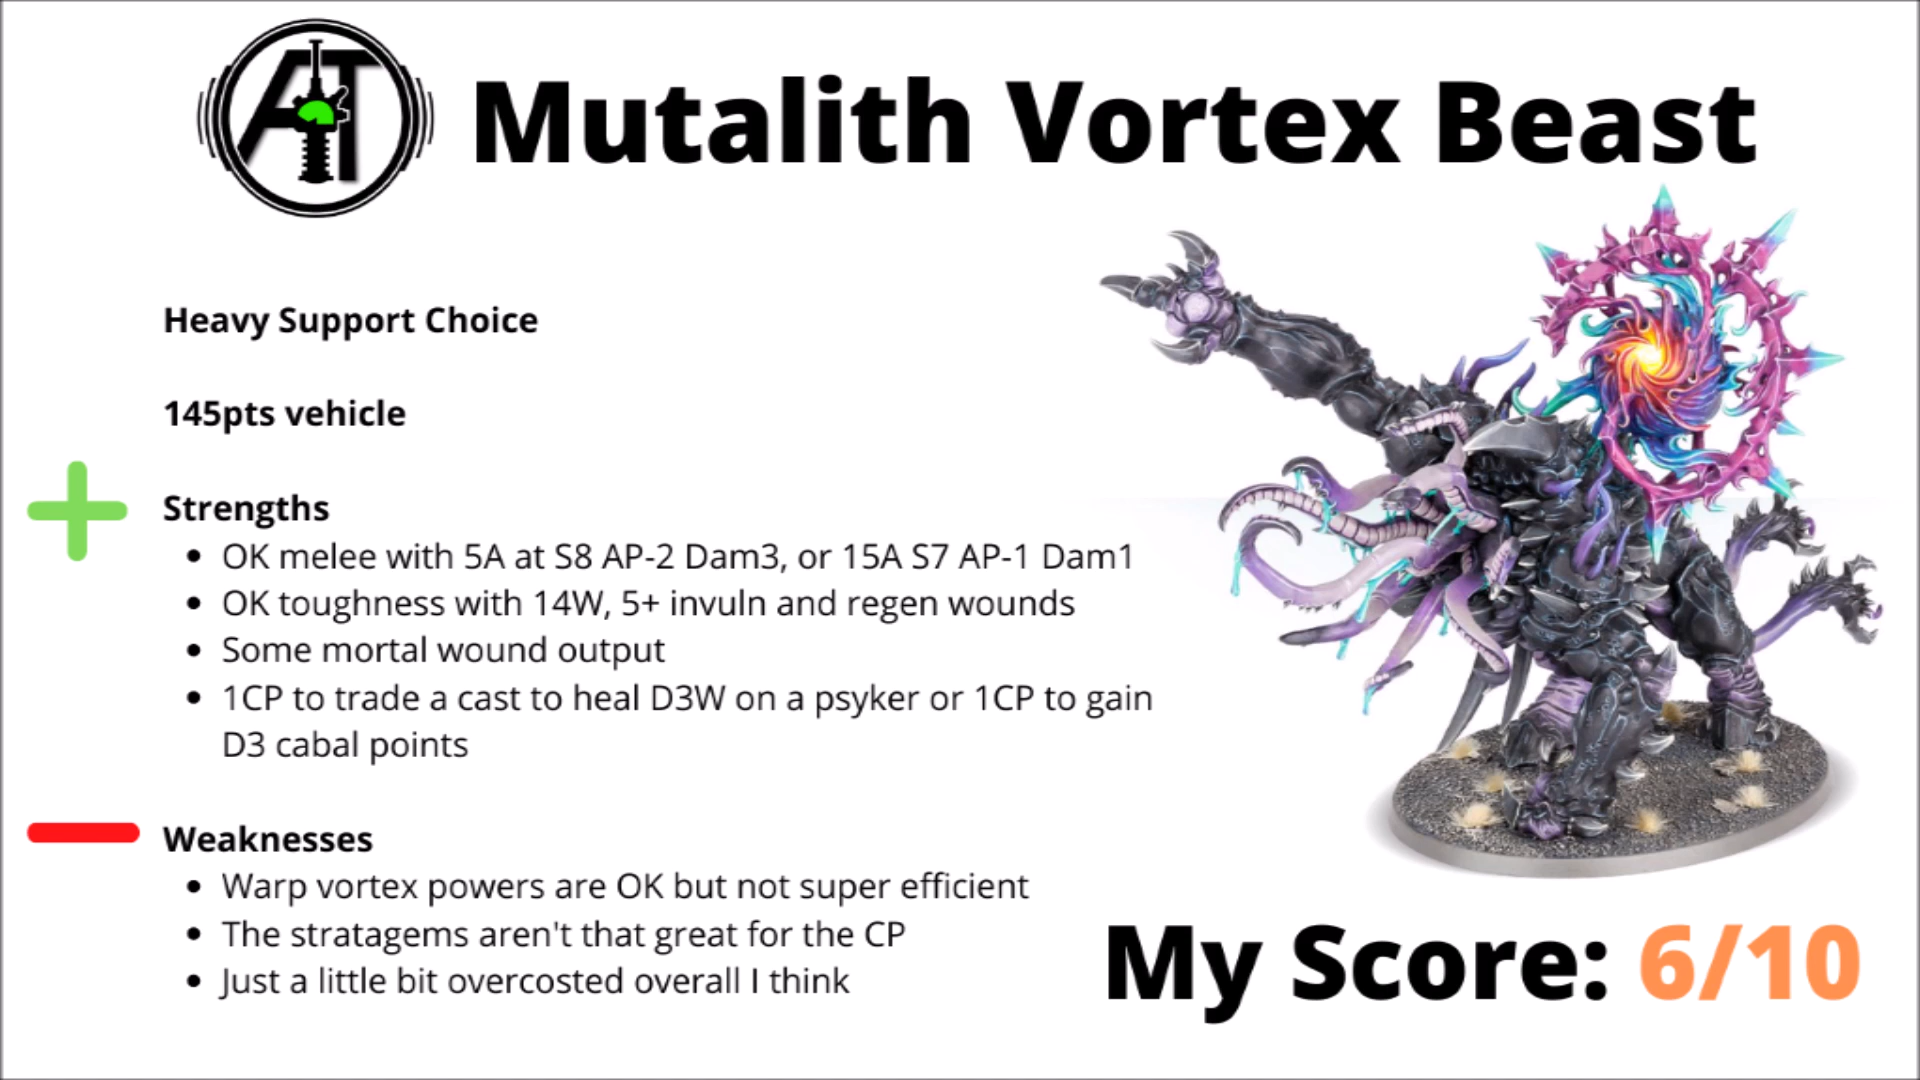 AT
Mutalith Vortex Beast
Heavy Support Choice
145pts vehicle
Strengths
• OK melee with 5A at S8 AP-2 Dam3, or 15A S7 AP-1 Dam1
• OK toughness with 14W, 5+ invuln and regen wounds
• Some mortal wound output
• 1CP to trade a cast to heal D3W on a psyker or 1CP to gain
D3 cabal points
Weaknesses
• Warp vortex powers are OK but not super efficient
• The stratagems aren't that great for the CP
• Just a little bit overcosted overall I think
My Score: 6/10